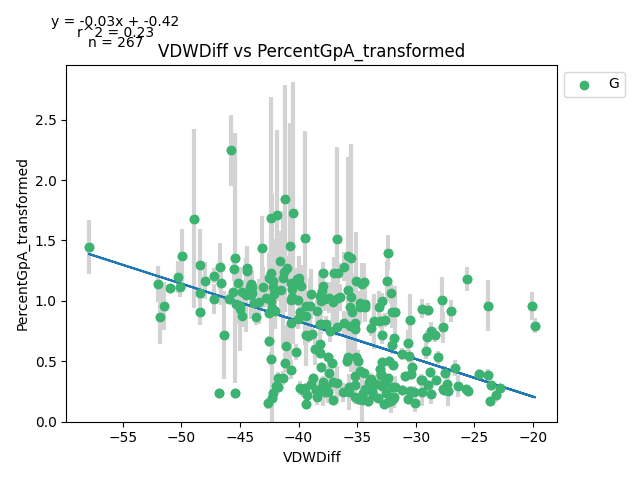 y = -0.03x + -0.42
r^2 = 0.23
n = 267
VDWDiff vs PercentGpA_transformed
G
PercentGpA_transformed
2.5
2.0
1.5
1.0
0.5
0.0
−55 −50 −45 −40 −35 −30 −25 −20
VDWDiff